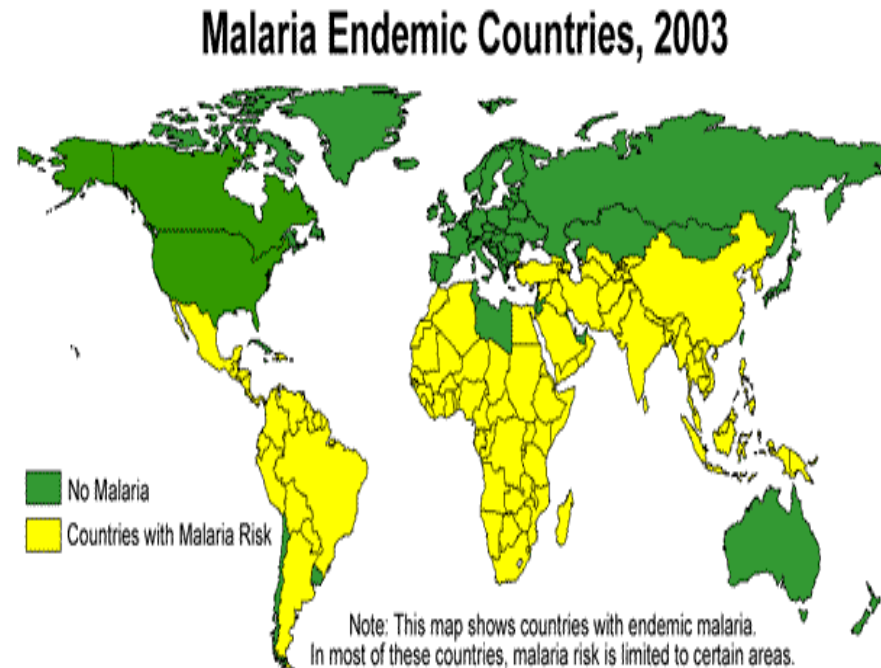 Malaria Endemic Countries, 2003
No Malaria
Countries with Malaria Risk
Note: This map shows countries with endemic malaria.
In most of these countries, malaria risk is limited to certain areas.